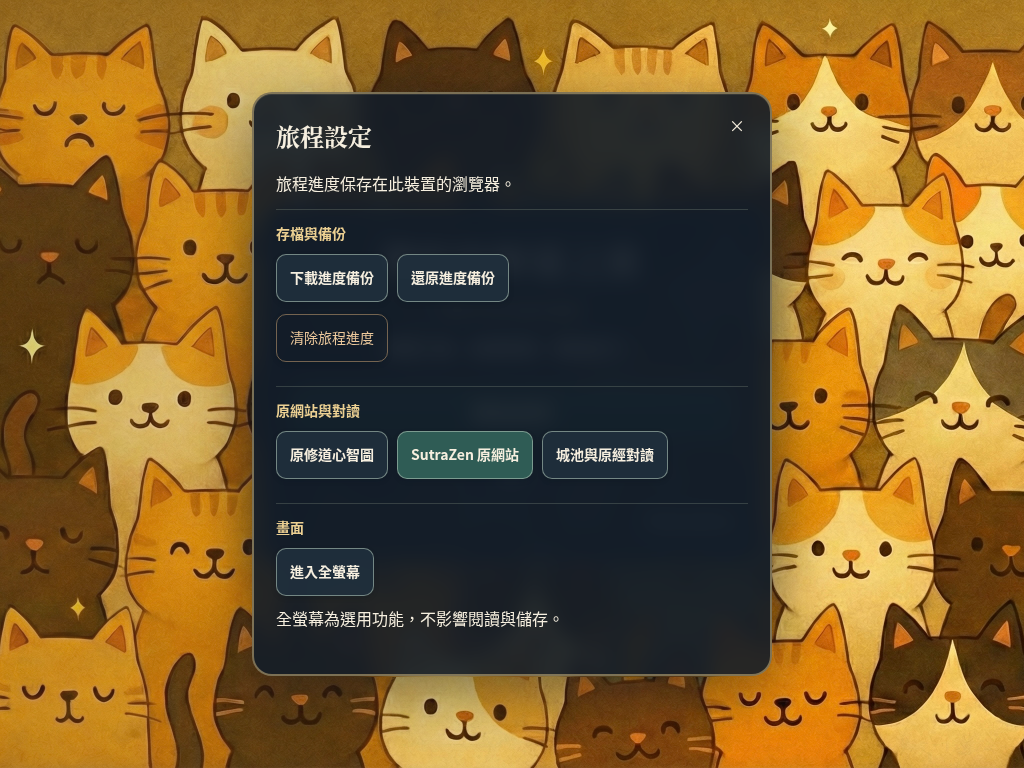 旅程設定
×
旅程進度保存在此裝置的瀏覽器。
存檔與備份
下載進度備份 還原進度備份
清除旅程進度
原網站與對讀
原修道心智圖 SutraZen 原網站 城池與原經對讀
畫面
進入全螢幕
全螢幕為選用功能，不影響閱讀與儲存。